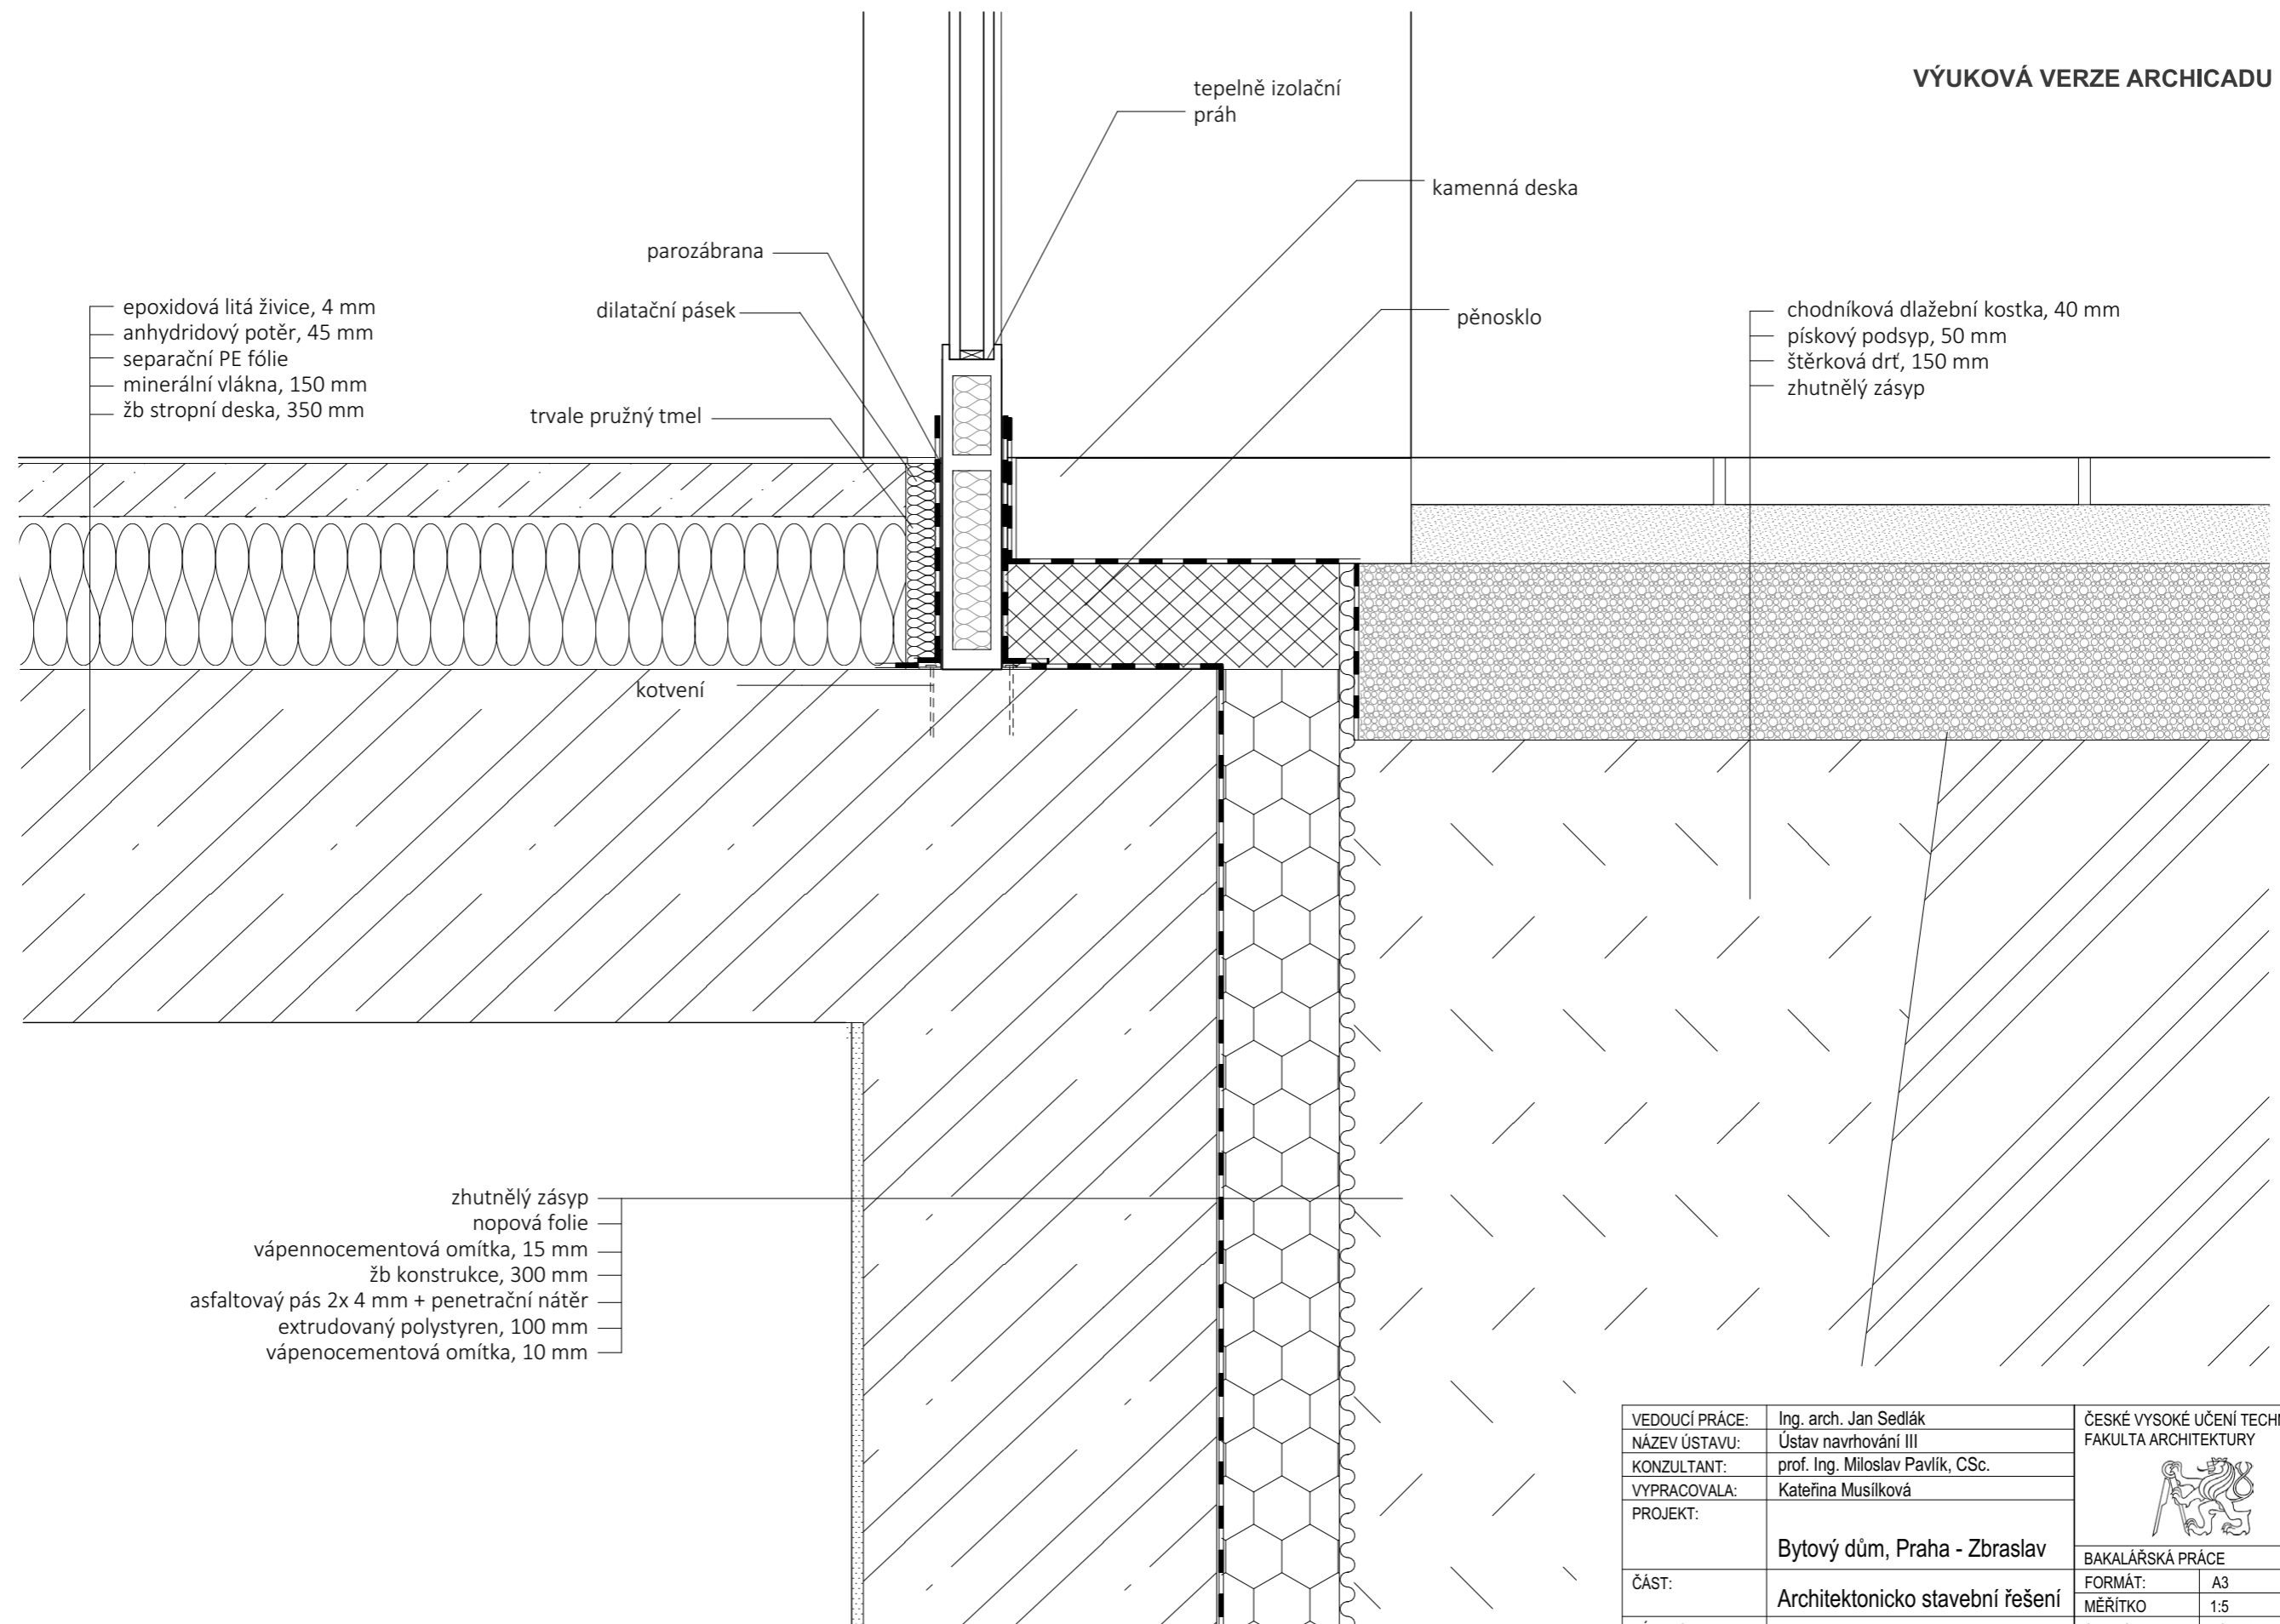 VÝUKOVÁ VERZE ARCHICADU
tepelně izolační
práh
kamenná deska
parozábrana
dilatační pásek
pěnosklo
trvale pružný tmel
epoxidová litá živice, 4 mm
anhydridový potěr, 45 mm
separační PE fólie
minerální vlákna, 150 mm
žb stropní deska, 350 mm
chodníková dlažební kostka, 40 mm
pískový podsyp, 50 mm
štěrková drť, 150 mm
zhutnělý zásyp
kotvení
zhutnělý zásyp
nopová folie
vápennocementová omítka, 15 mm
žb konstrukce, 300 mm
asfaltovaý pás 2x 4 mm + penetrační nátěr
extrudovaný polystyren, 100 mm
vápenocementová omítka, 10 mm
VEDOUCÍ PRÁCE: Ing. arch. Jan Sedlák
NÁZEV ÚSTAVU: Ústav navrhování III
KONZULTANT: prof. Ing. Miloslav Pavlík, CSc.
VYPRACOVALA: Kateřina Musílková
PROJEKT:
Bytový dům, Praha - Zbraslav
ČÁST:
Architektonicko stavební řešení
ČESKÉ VYSOKÉ UČENÍ
FAKULTA ARCHITEKTURY
BAKALÁŘSKÁ PRÁCE
FORMÁT: A3
MĚŘÍTKO 1:5